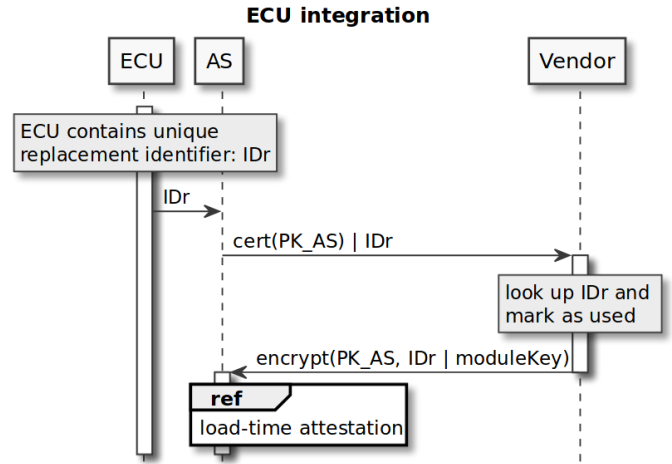 ECU integration
ECU
AS
Vendor
ECU contains unique
replacement identifier: IDr
IDr
cert(PK_AS) | IDr
look up IDr and
mark as used
encrypt(PK_AS, IDr | moduleKey)
ref
load-time attestation